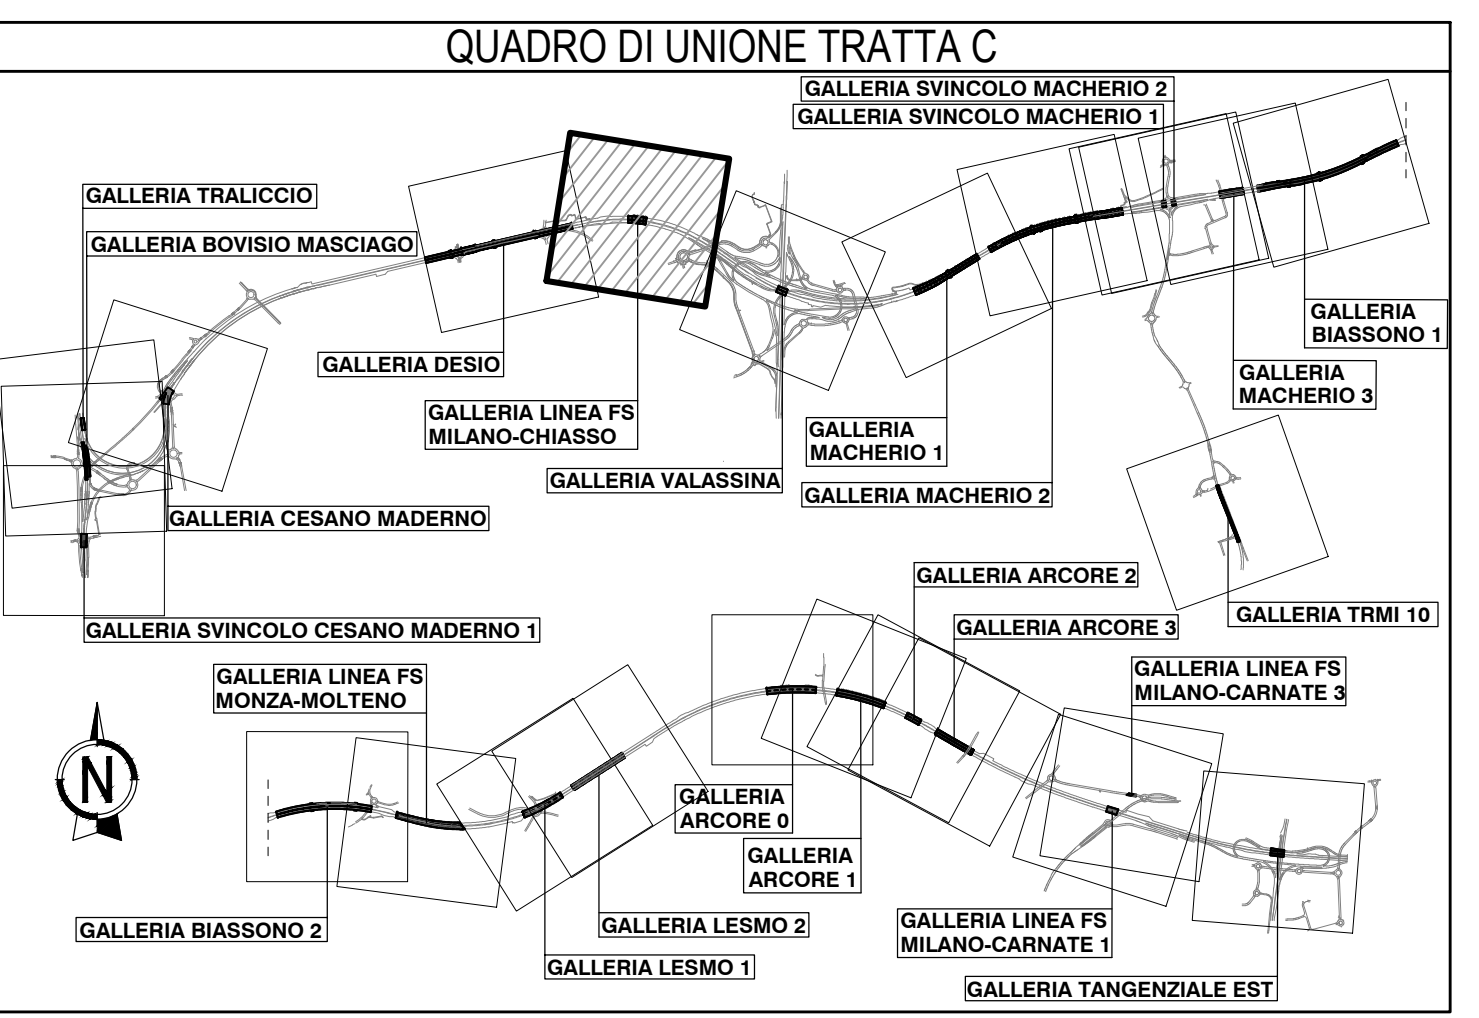 QUADRO DI UNIONE TRATTA C
GALLERIA SVINCOLO MACHERIO 2
GALLERIA SVINCOLO MACHERIO 1
GALLERIA TRALICCIO
GALLERIA BOVISIO MASCIAGO
GALLERIA DESIO
GALLERIA LINEA FS
MILANO-CHIASSO
GALLERIA VALASSINA
GALLERIA
MACHERIO 1
GALLERIA MACHERIO 2
GALLERIA
BIASSONO 1
GALLERIA
MACHERIO 3
GALLERIA CESANO MADERNO
GALLERIA SVINCOLO CESANO MADERNO 1
GALLERIA TRMI 10
GALLERIA ARCORE 2
GALLERIA ARCORE 3
GALLERIA LINEA FS
MONZA-MOLTENO
GALLERIA LINEA FS
MILANO-CARNATE 3
N
GALLERIA
ARCORE 0
GALLERIA
ARCORE 1
GALLERIA BIASSONO 2
GALLERIA LESMO 2
GALLERIA LESMO 1
GALLERIA LINEA FS
MILANO-CARNATE 1
GALLERIA TANGENZIALE EST